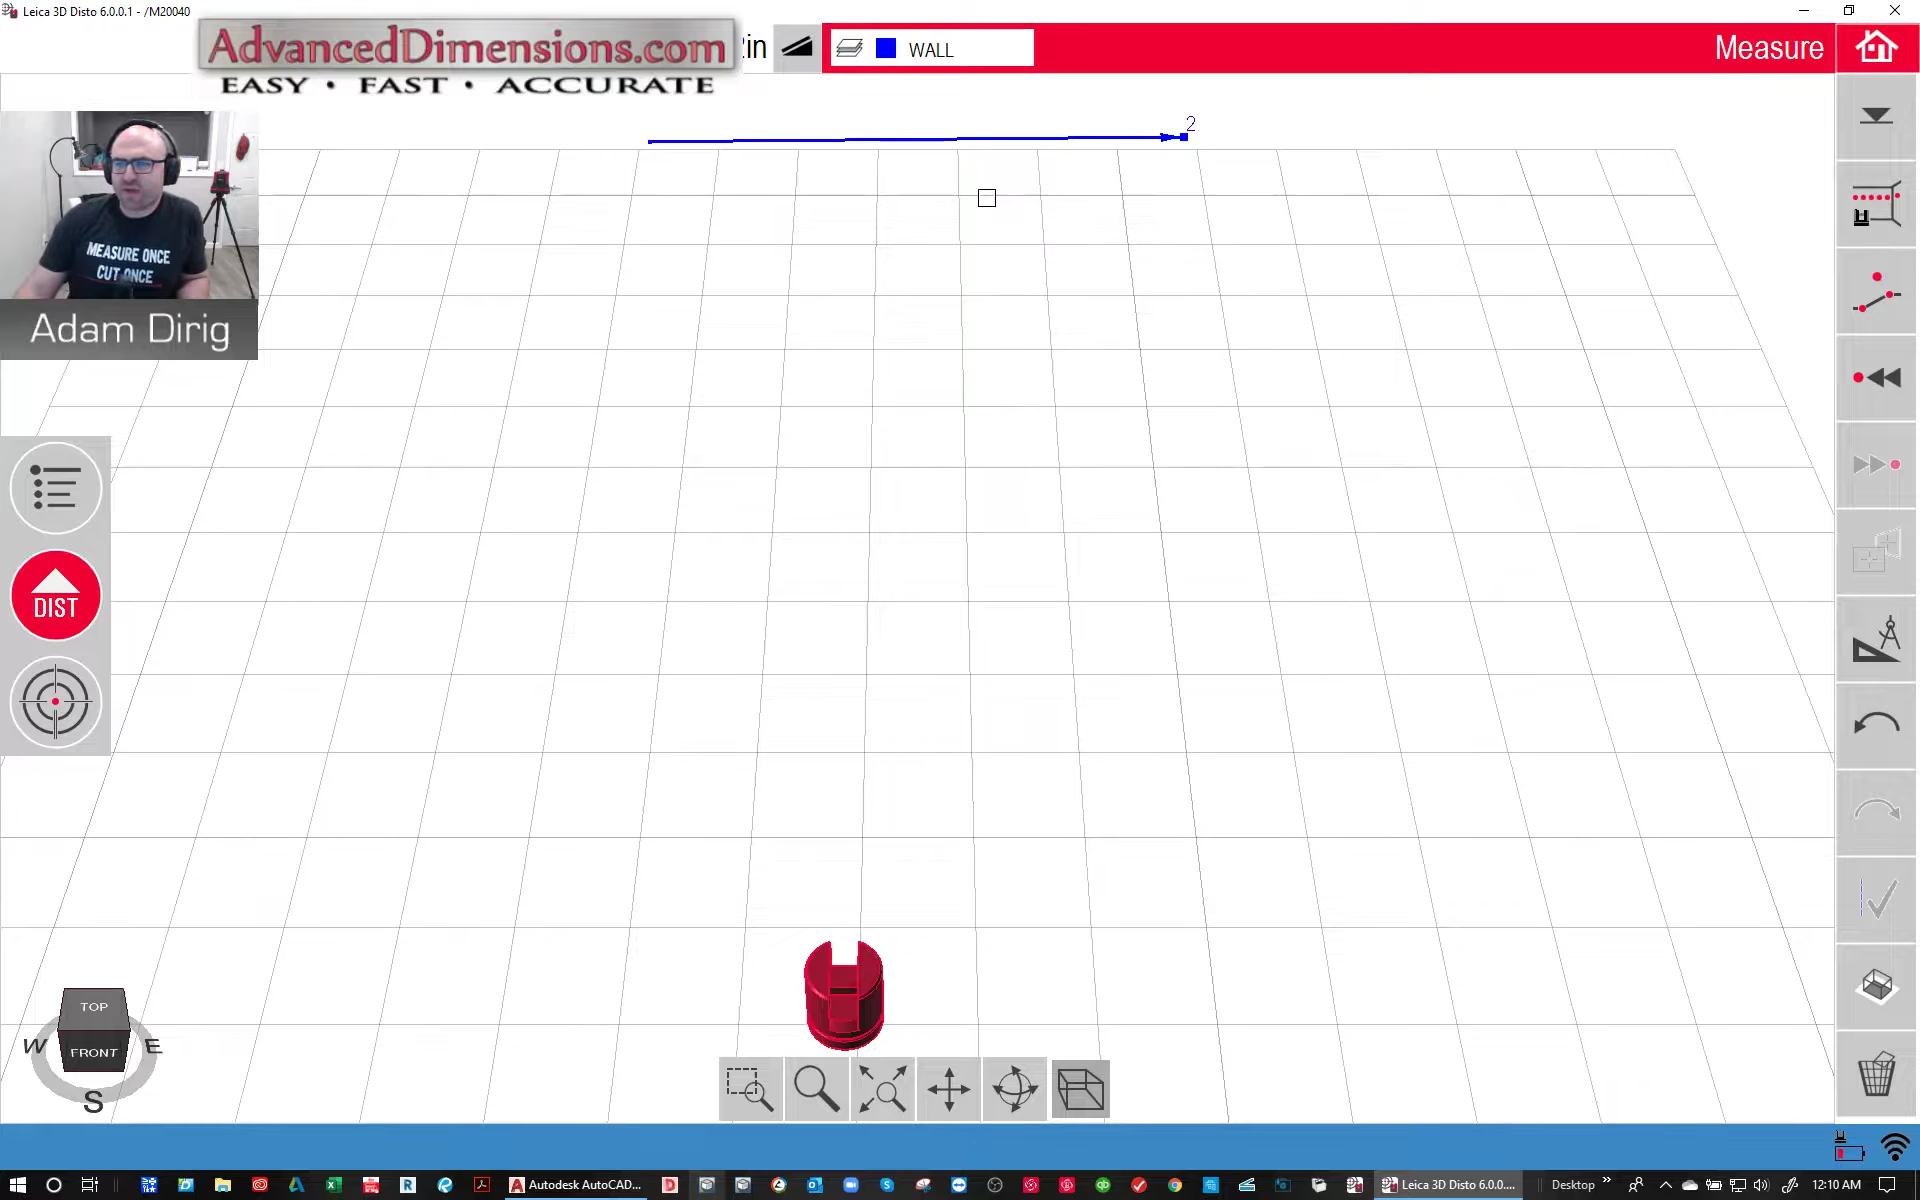 Leica 3D Disto 6.0.0.1 - /M20040
AdvancedDimensions.com
EASY • FAST • ACCURATE
in
WALL
Measure
2
MEASURE ONCE
CUT ONCE
Adam Dirig
DIST
TOP
FRONT
W
E
S
Autodesk AutoCAD...
Leica 3D Disto 6.0.0....
Desktop
12:10 AM